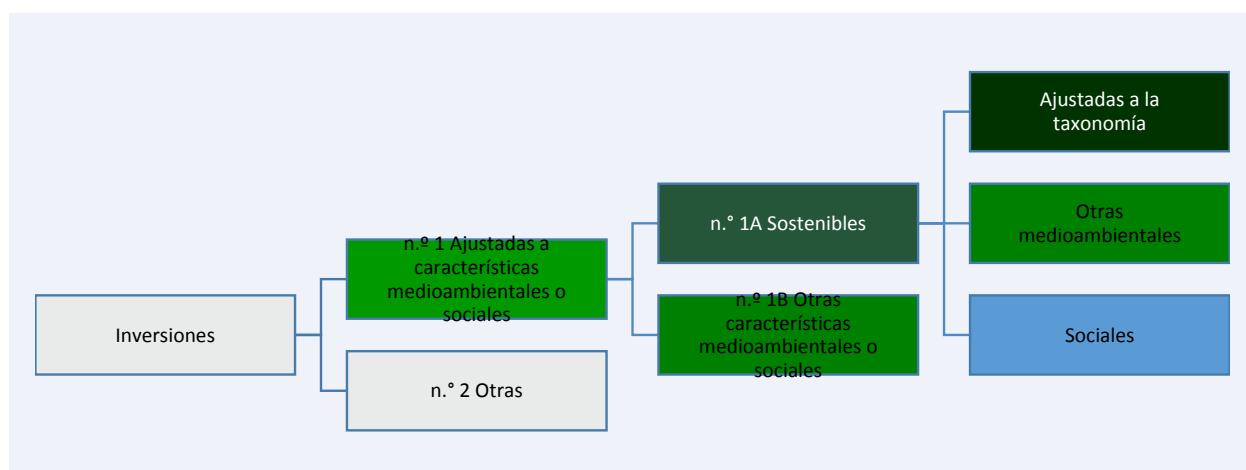 Inversiones
n.º 1 Ajustadas a
características
medioambientales o
sociales
n.° 2 Otras
n.° 1A Sostenibles
n.º 1B Otras
características
medioambientales o
sociales
Ajustadas a la
taxonomía
Otras
medioambientales
Sociales